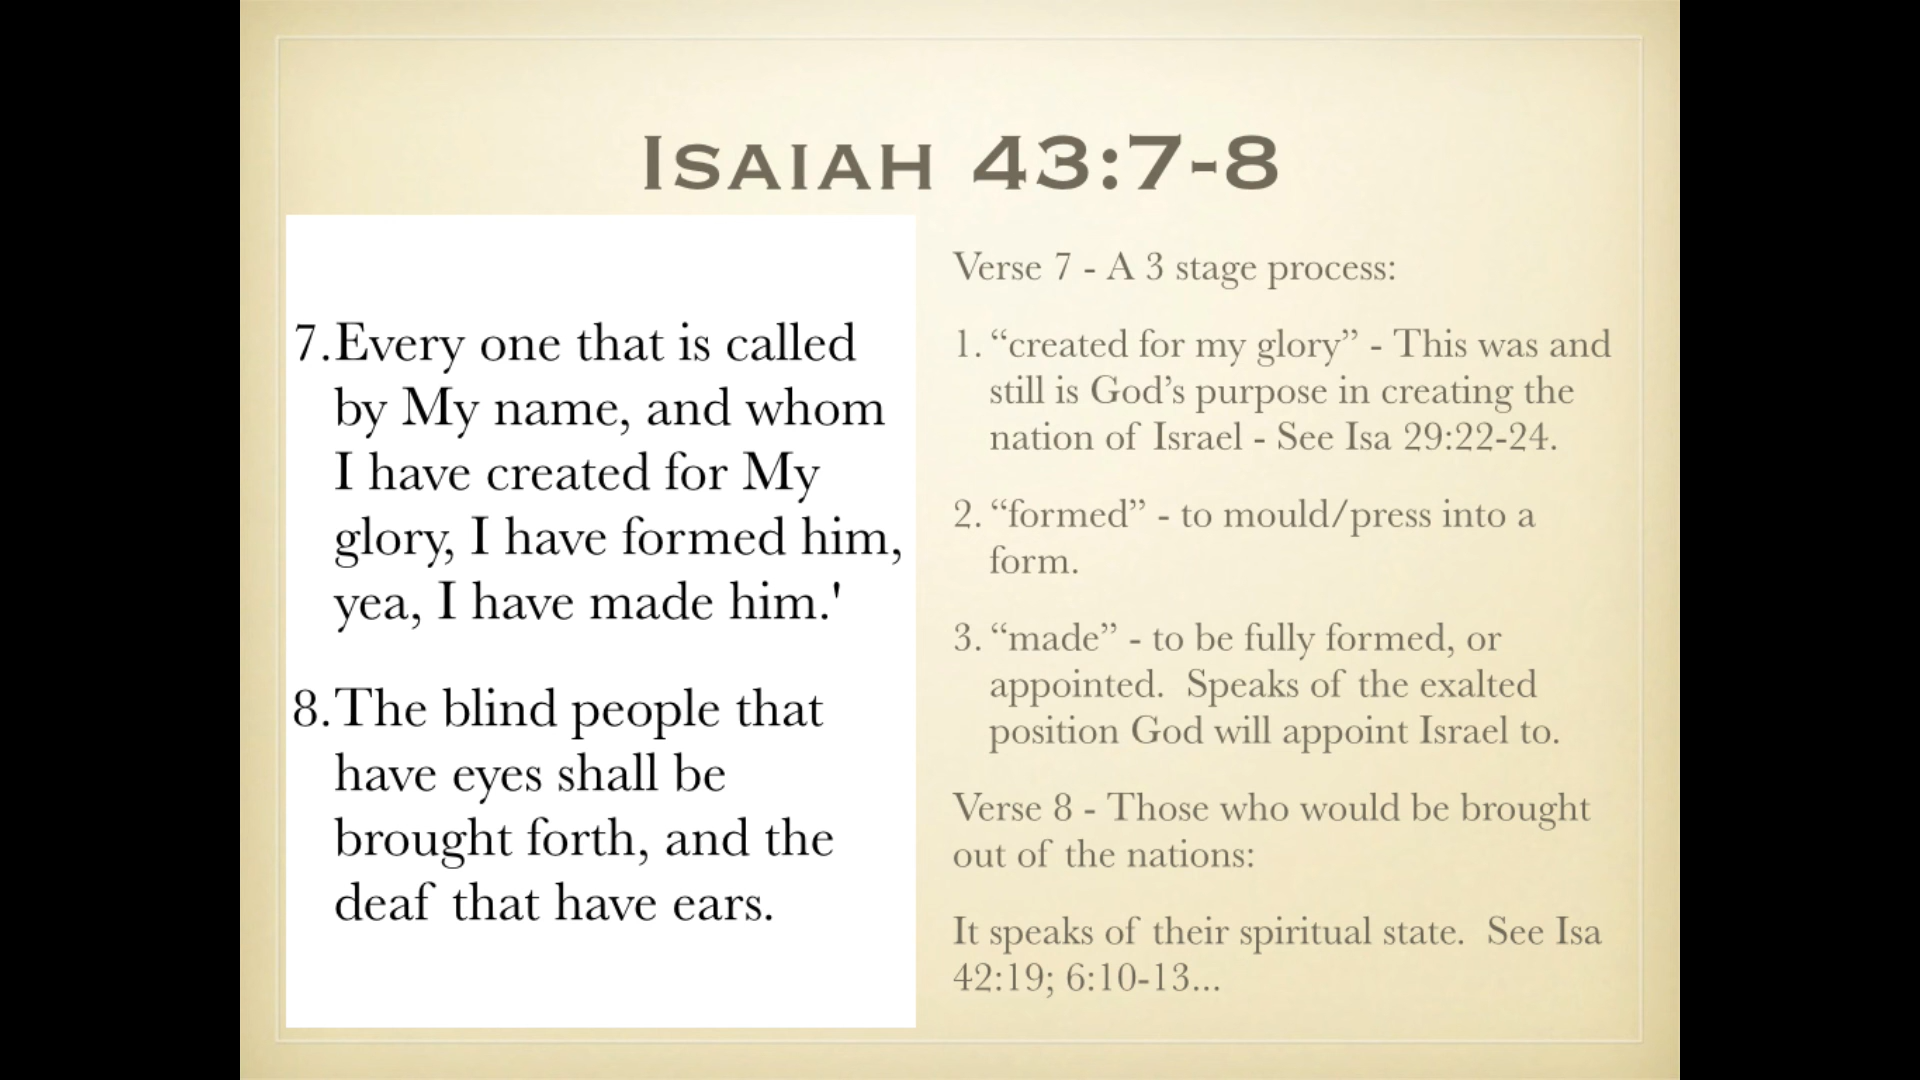 ISAIAH 43:7-8
7.Every one that is called
by My name, and whom
I have created for My
glory, I have formed him,
yea, I have made him.'
8.The blind people that
have eyes shall be
brought forth, and the
deaf that have ears.
Verse 7 - A 3 stage process:
1. “created for my glory” - This was and
still is God’s purpose in creating the
nation of Israel - See Isa 29:22-24.
2. “formed” - to mould/press into a
form.
3. “made” - to be fully formed, or
appointed.  Speaks of the exalted
position God will appoint Israel to.
Verse 8 - Those who would be brought
out of the nations:
It speaks of their spiritual state.  See Isa
42:19; 6:10-13...